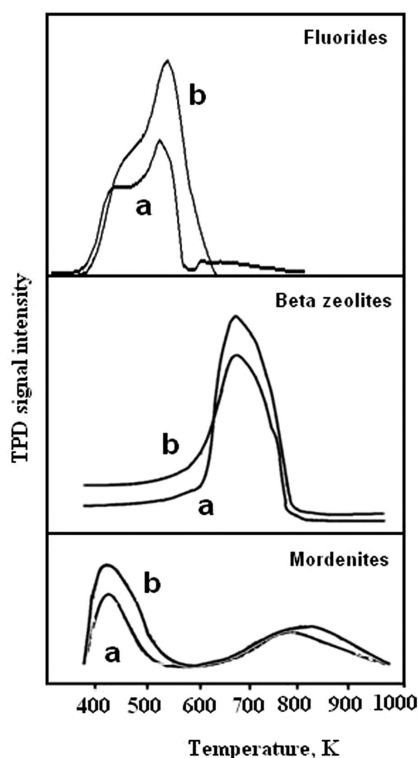 Fluorides
b
a
Beta zeolites
b
a
Mordenites
b
a
TPD signal intensity
400 500 600 700 800 900 1000
Temperature, K